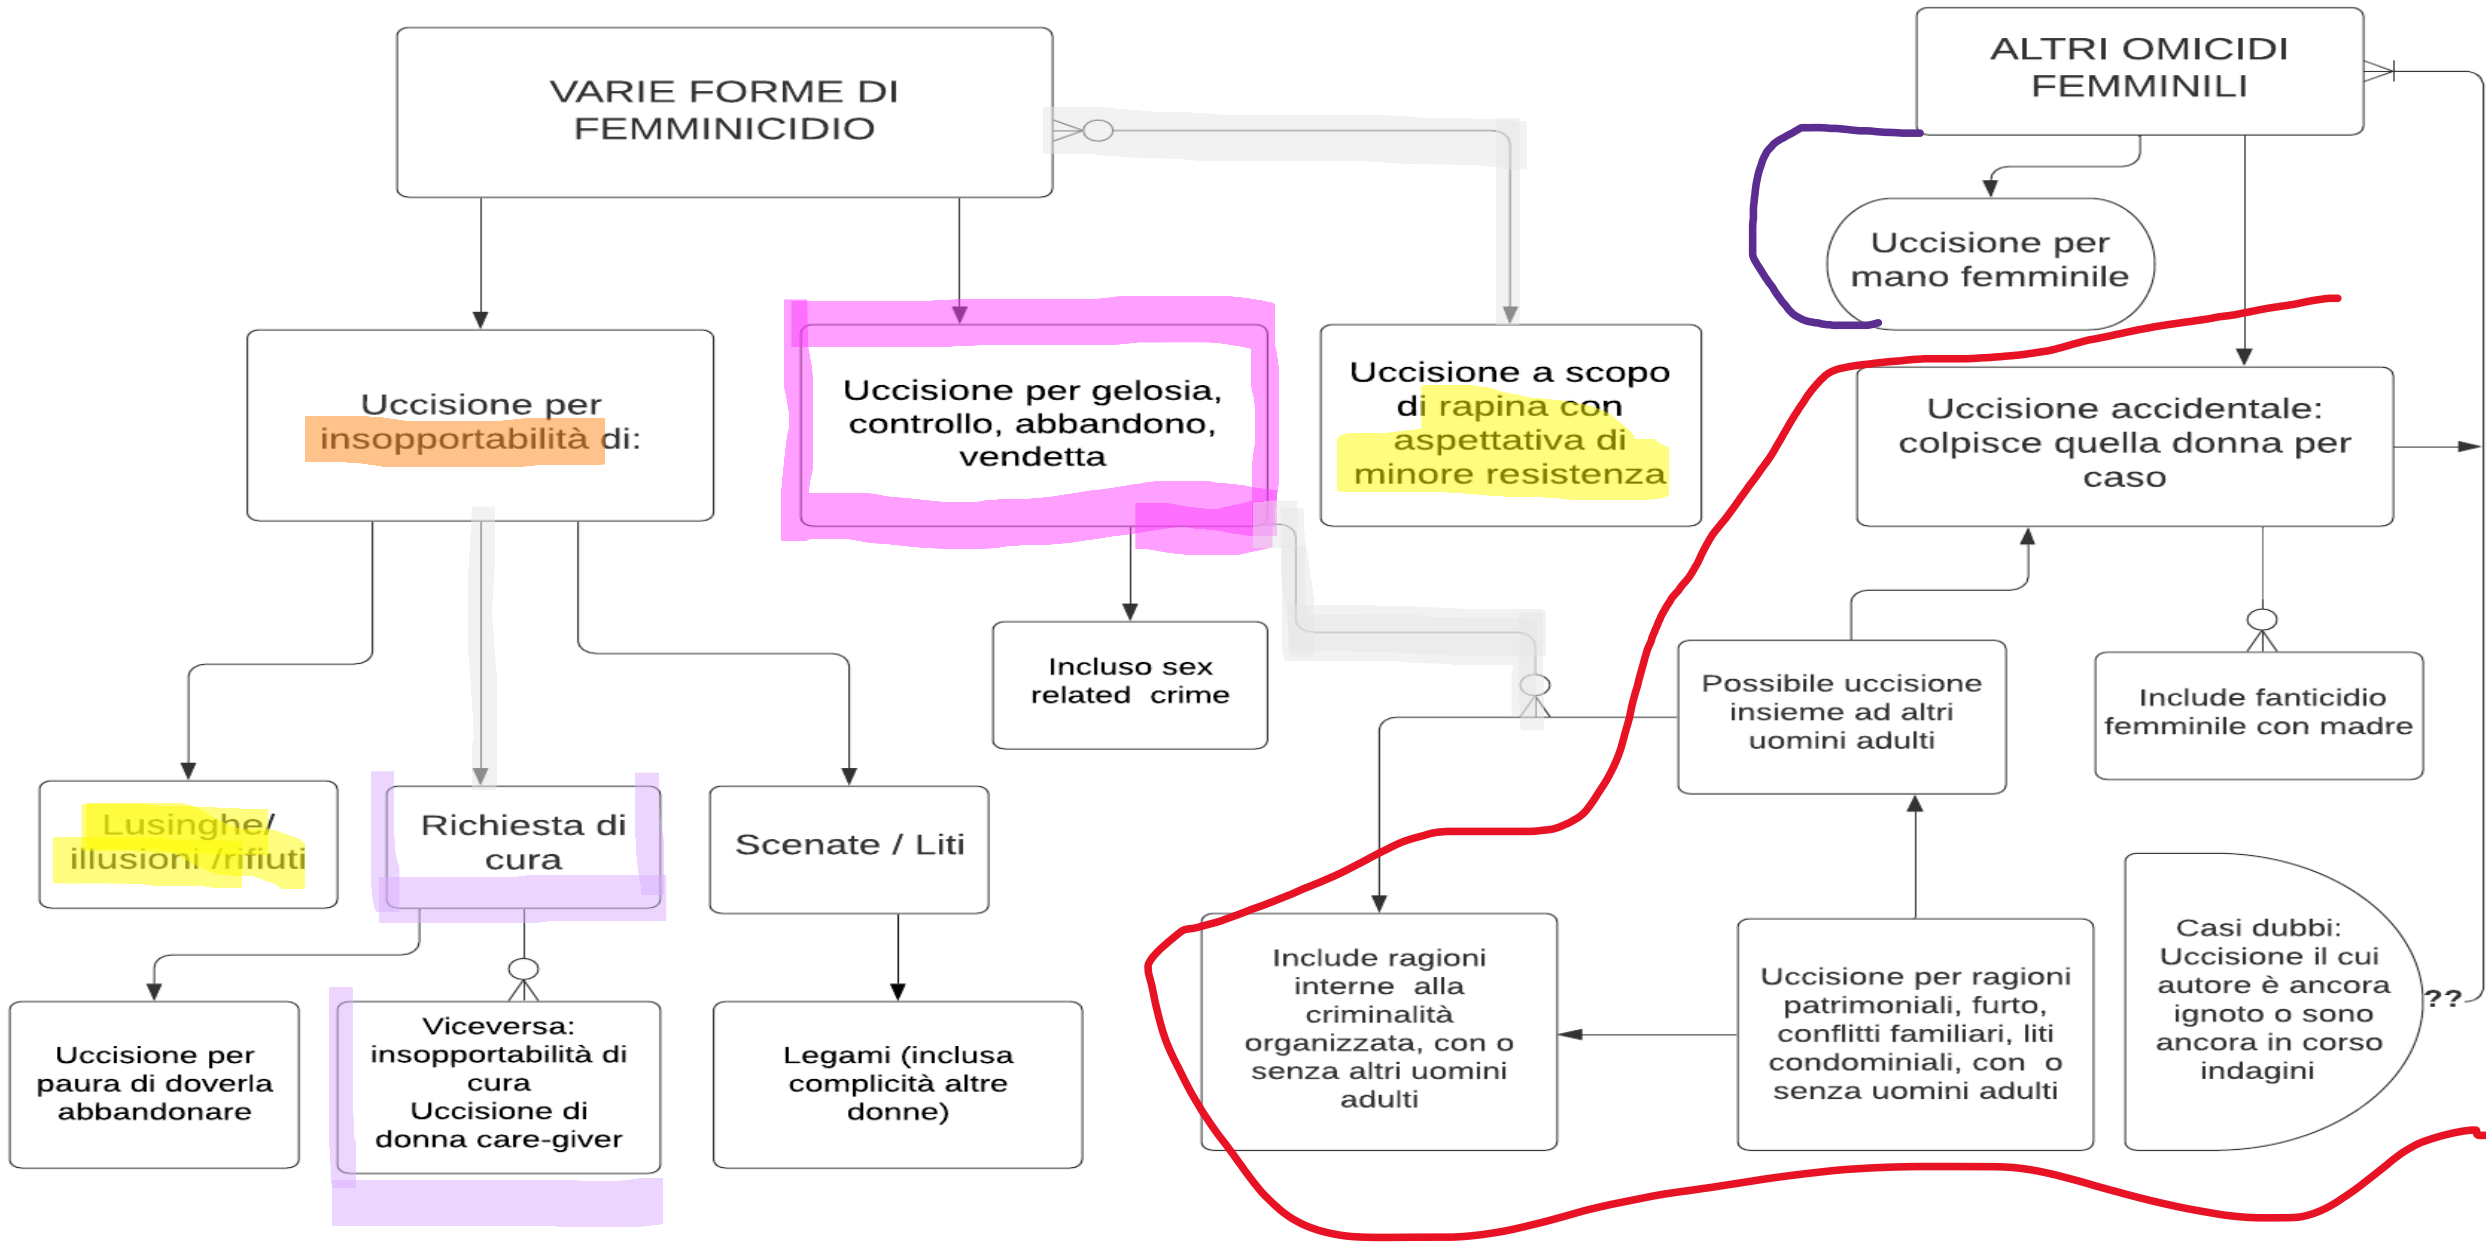 VARIE FORME DI
FEMMINICIDIO
ALTRI OMICIDI
FEMMINILI
Uccisione per
mano femminile
Uccisione per
insopportabilità di:
Uccisione per gelosia,
controllo, abbandono,
vendetta
Uccisione a scopo
di rapina con
aspettativa di
minore resistenza
Uccisione accidentale:
colpisce quella donna per
caso
Incluso sex
related crime
Possibile uccisione
insieme ad altri
uomini adulti
Include fanticidio
femminile con madre
Lusinghe/
illusioni /rifiuti
Richiesta di
cura
Scenate / Liti
Uccisione per
paura di doverla
abbandonare
Viceversa:
insopportabilità di
cura
Uccisione di
donna care-giver
Legami (inclusa
complicità altre
donne)
Include ragioni
interne alla
criminalità
organizzata, con o
senza altri uomini
adulti
Uccisione per ragioni
patrimoniali, furto,
conflitti familiari, liti
condominiali, con o
senza uomini adulti
Casi dubbi:
Uccisione il cui
autore è ancora
ignoto o sono
ancora in corso
indagini
??